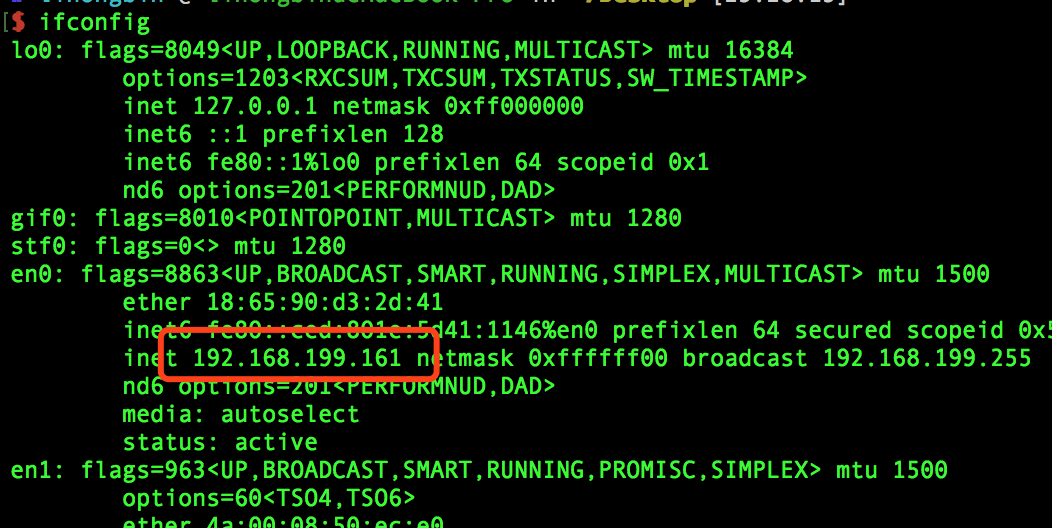 $ ifconfig
lo0: flags=8049<UP,LOOPBACK,RUNNING,MULTICAST> mtu 16384
options=1203<RXCSUM,TXCSUM,TXSTATUS,SW_TIMESTAMP>
inet 127.0.0.1 netmask 0xff000000
inet6 ::1 prefixlen 128
inet6 fe80::1%lo0 prefixlen 64 scopeid 0x1
nd6 options=201<PERFORMNUD,DAD>
gif0: flags=8010<POINTOPOINT,MULTICAST> mtu 1280
stf0: flags=0<> mtu 1280
en0: flags=8863<UP,BROADCAST,SMART,RUNNING,SIMPLEX,MULTICAST> mtu 1500
ether 18:65:90:d3:2d:41
inet6 fe80::ced:801e:5d41:1146%en0 prefixlen 64 secured scopeid 0x5
inet 192.168.199.161 netmask 0xffffff00 broadcast 192.168.199.255
nd6 options=201<PERFORMNUD,DAD>
media: autoselect
status: active
en1: flags=963<UP,BROADCAST,SMART,RUNNING,PROMISC,SIMPLEX> mtu 1500
options=60<TSO4,TSO6>
ether 4a:00:08:50:ec:e0